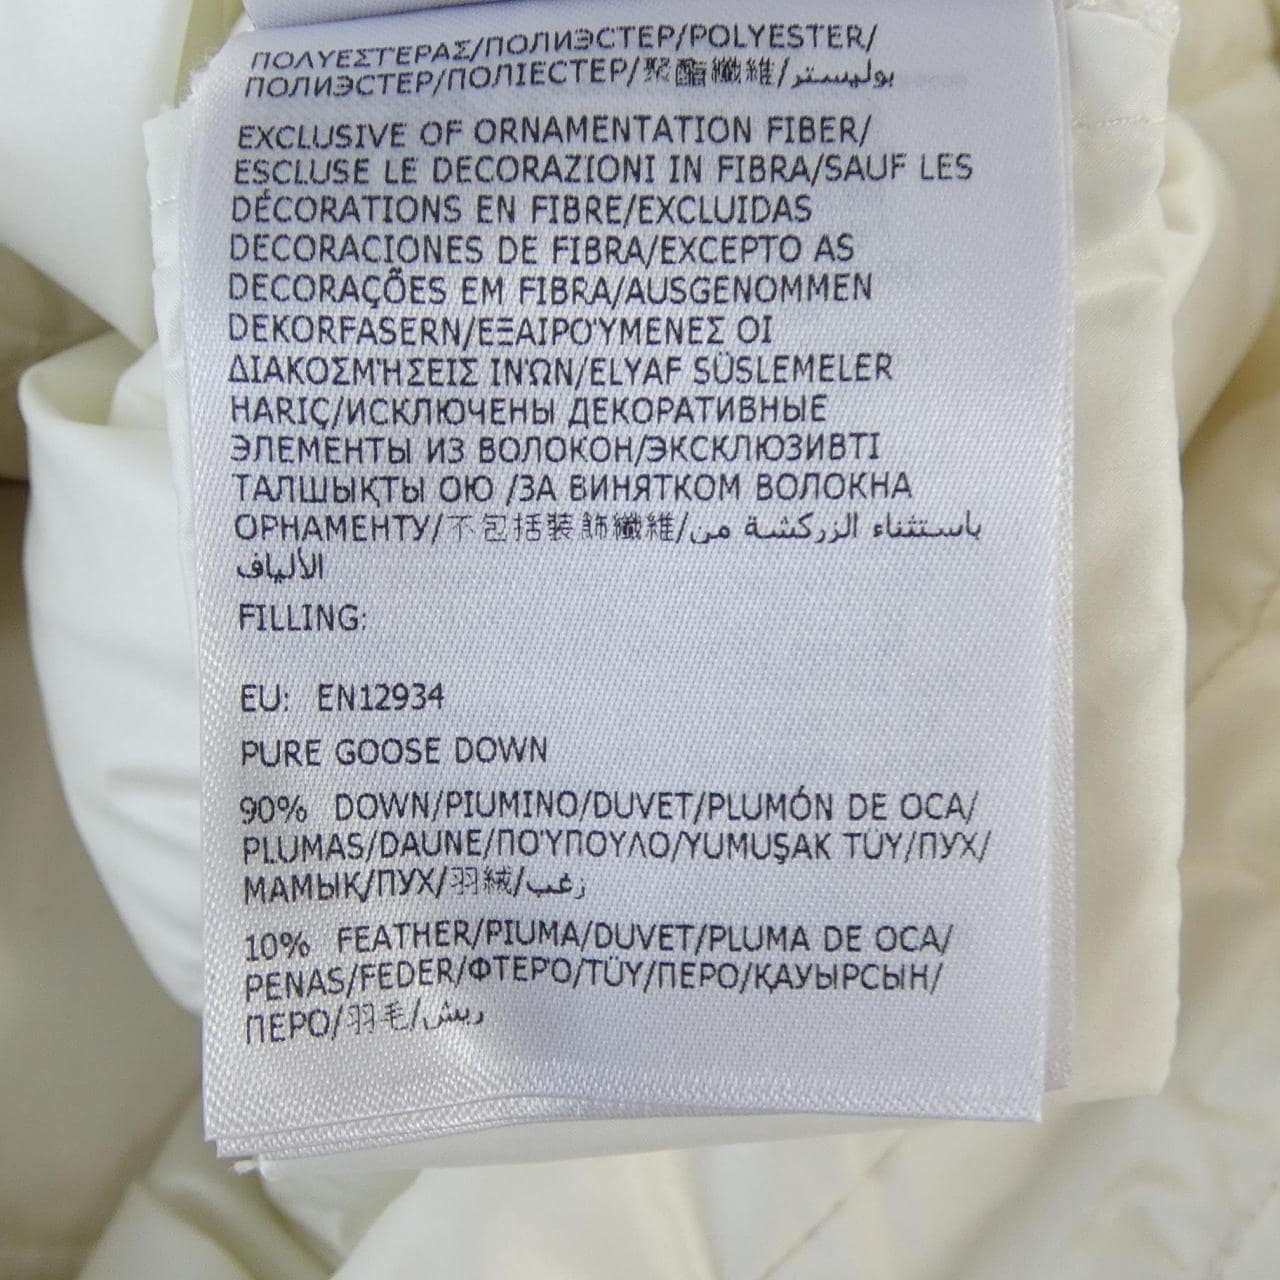 ΠΟΛΥΕΣΤΕΡΑΣ/ПОЛИЭСТЕР/POLYESTER/
ПОЛИЭСТЕР/ПОЛІЕСТЕР/聚酯纖維/بوليستر
EXCLUSIVE OF ORNAMENTATION FIBER/
ESCLUSE LE DECORAZIONI IN FIBRA/SAUF LES
DÉCORATIONS EN FIBRE/EXCLUIDAS
DECORACIONES DE FIBRA/EXCEPTO AS
DECORAÇÕES EM FIBRA/AUSGENOMMEN
DEKORFASERN/ΕΞΑΙΡΟΎΜΕΝΕΣ ΟΙ
ΔΙΑΚΟΣΜΉΣΕΙΣ ΙΝΏΝ/ELYAF SÜSLEMELER
HARIÇ/ИСКЛЮЧЕНЫ ДЕКОРАТИВНЫЕ
ЭЛЕМЕНТЫ ИЗ ВОЛОКОН/ЭКСКЛЮЗИВТІ
ТАЛШЫҚТЫ ОЮ /ЗА ВИНЯТКОМ ВОЛОКНА
ОРНАМЕНТУ/不包括裝飾纖維/باستثناء الزركشة من
الألياف
FILLING:
EU: EN12934
PURE GOOSE DOWN
90% DOWN/PIUMINO/DUVET/PLUMÓN DE OCA/
PLUMAS/DAUNE/ΠΟΎΠΟΥΛΟ/YUMUŞAK TÜY/ПУХ/
МАМЫҚ/ПУХ/羽絨/زغب
10% FEATHER/PIUMA/DUVET/PLUMA DE OCA/
PENAS/FEDER/ΦΤΕΡΟ/TÜY/ПЕРО/ҚАУЫРСЫН/
ПЕРО/羽毛/ريش